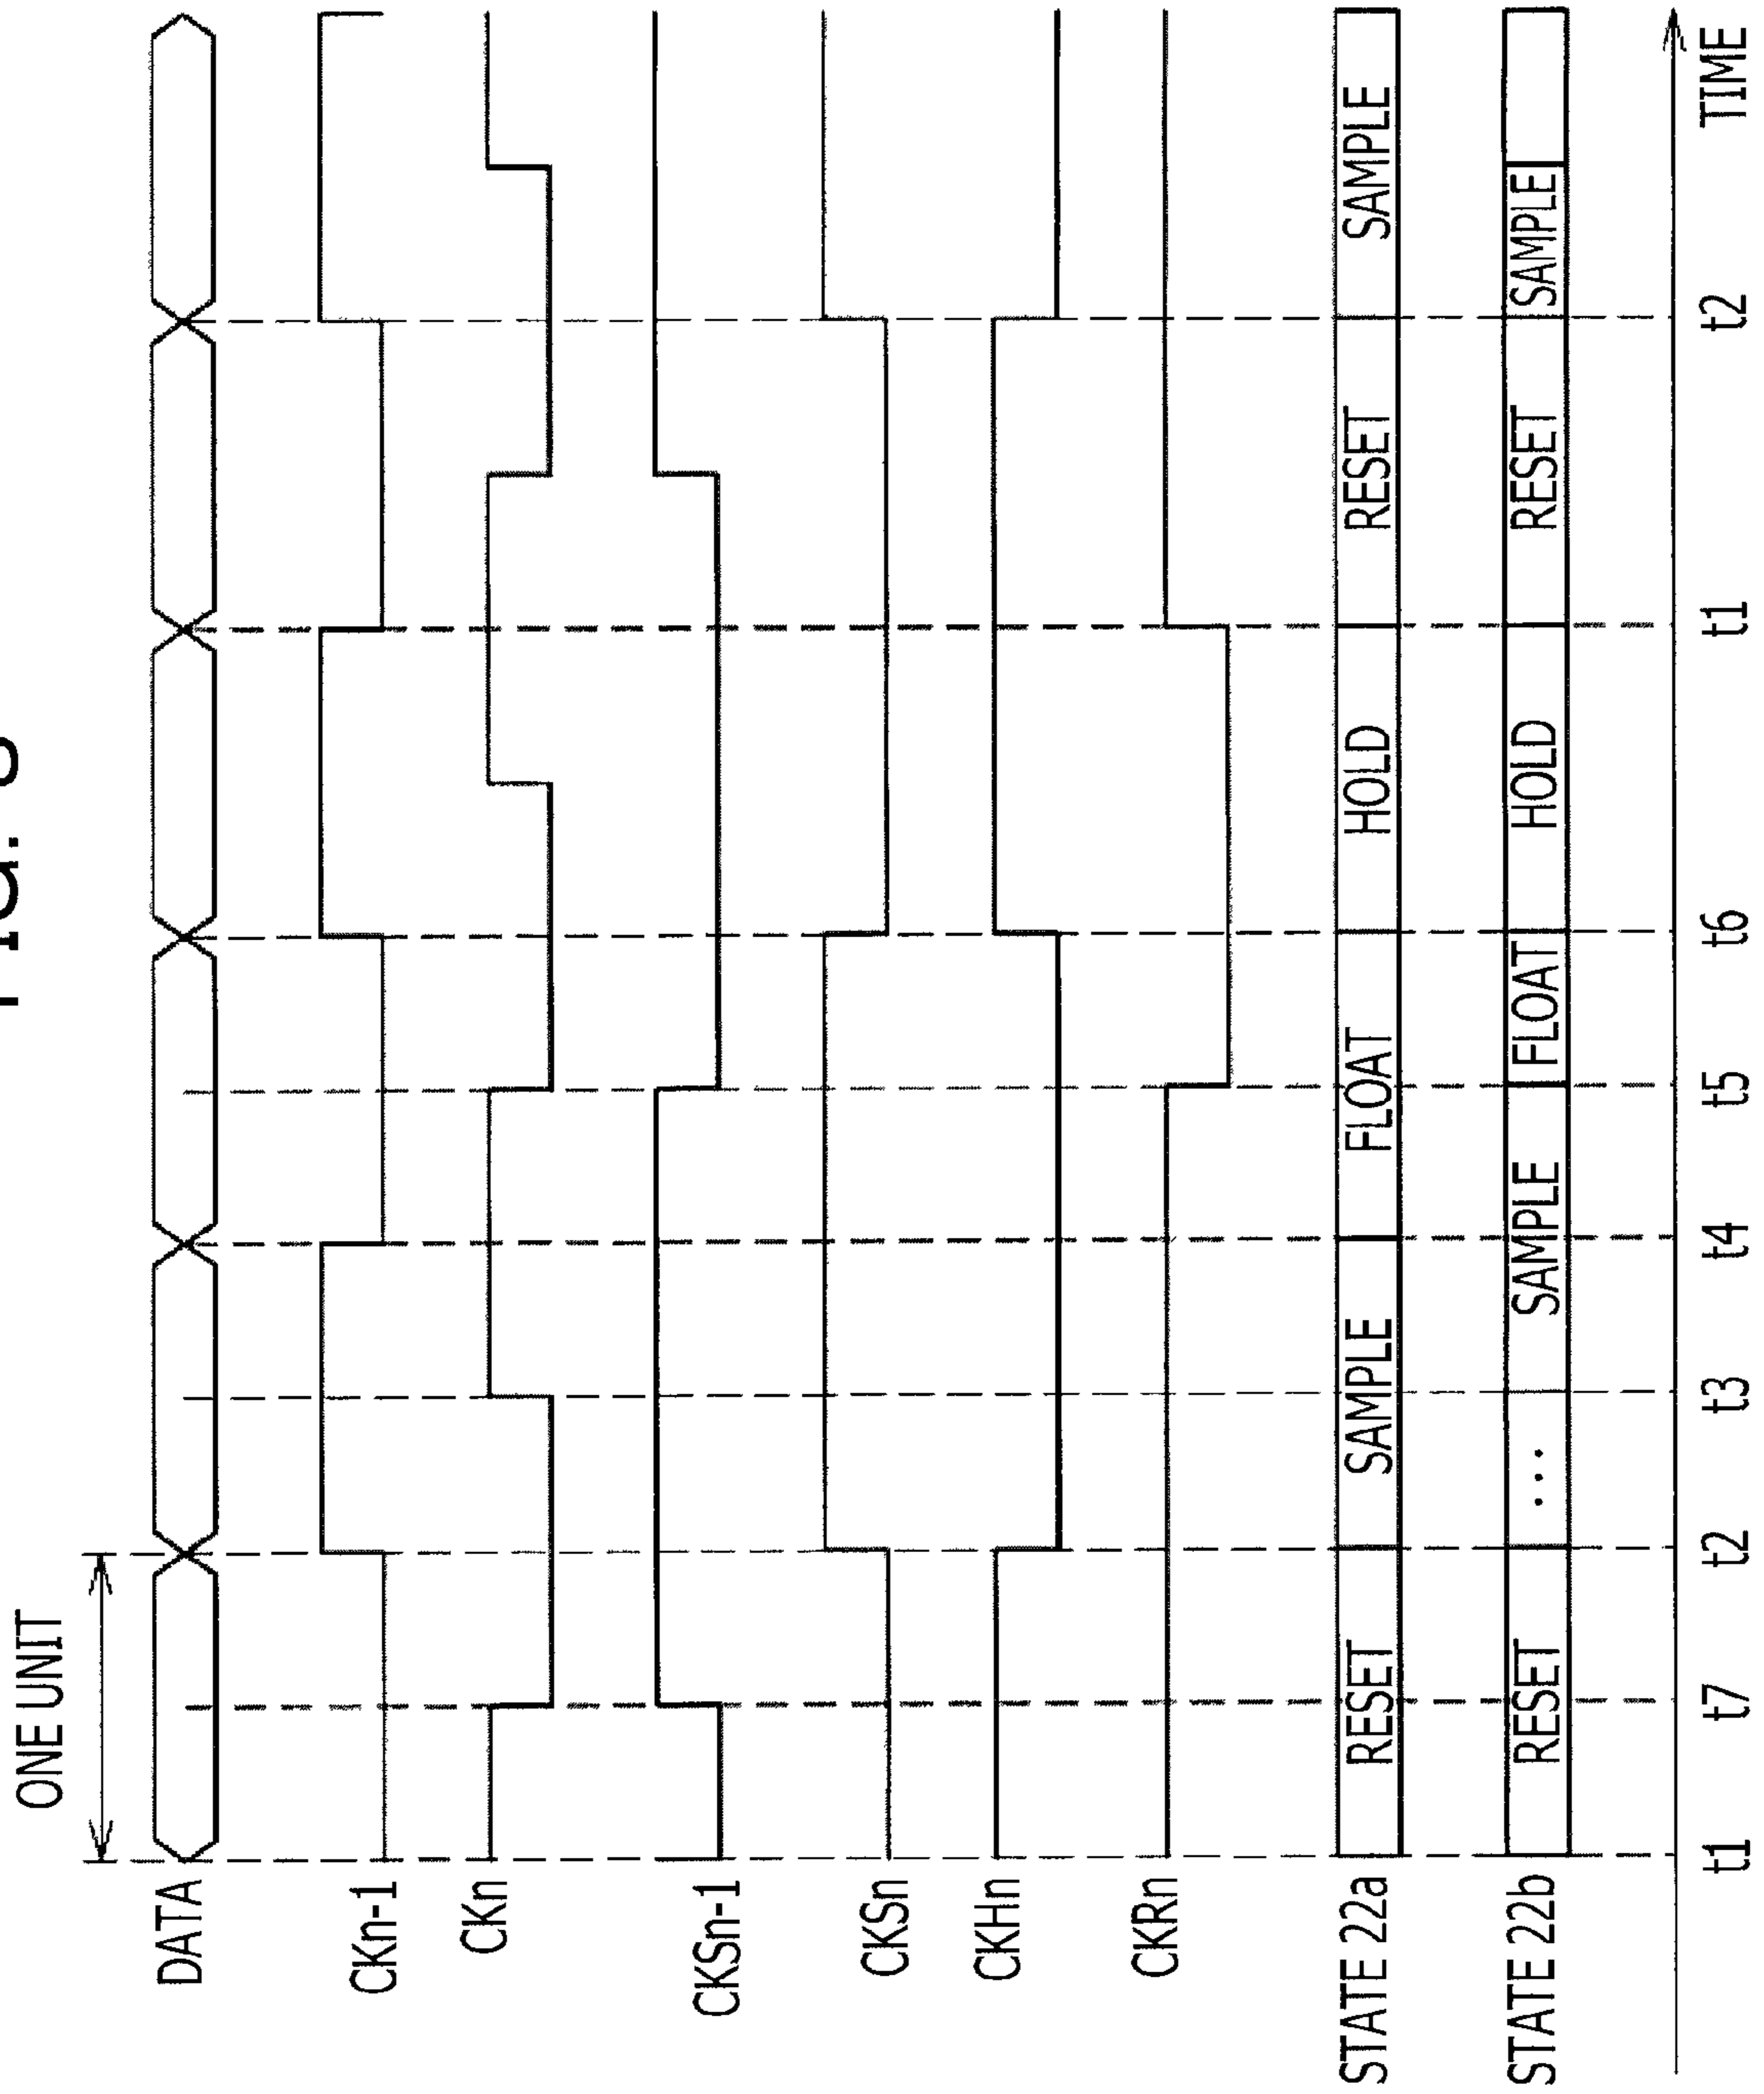 ONE UNIT
DATA
CKn-1
CKn
CKSn-1
CKSn
CKHn
CKRn
STATE 22a RESET SAMPLE FLOAT HOLD RESET SAMPLE
STATE 22b RESET ... SAMPLE FLOAT HOLD RESET SAMPLE
t1 t7 t2 t3 t4 t5 t6 t1 t2 TIME